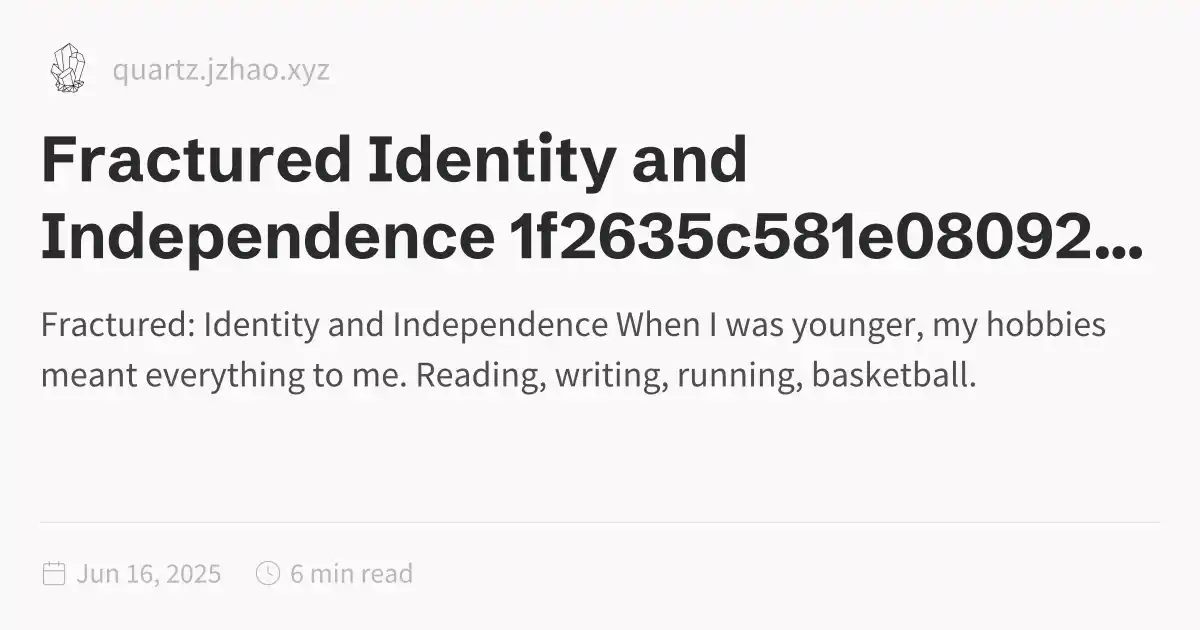 quartz.jzhao.xyz
Fractured Identity and
Independence 1f2635c581e08092...
Fractured: Identity and Independence When I was younger, my hobbies
meant everything to me. Reading, writing, running, basketball.
Jun 16, 2025 6 min read